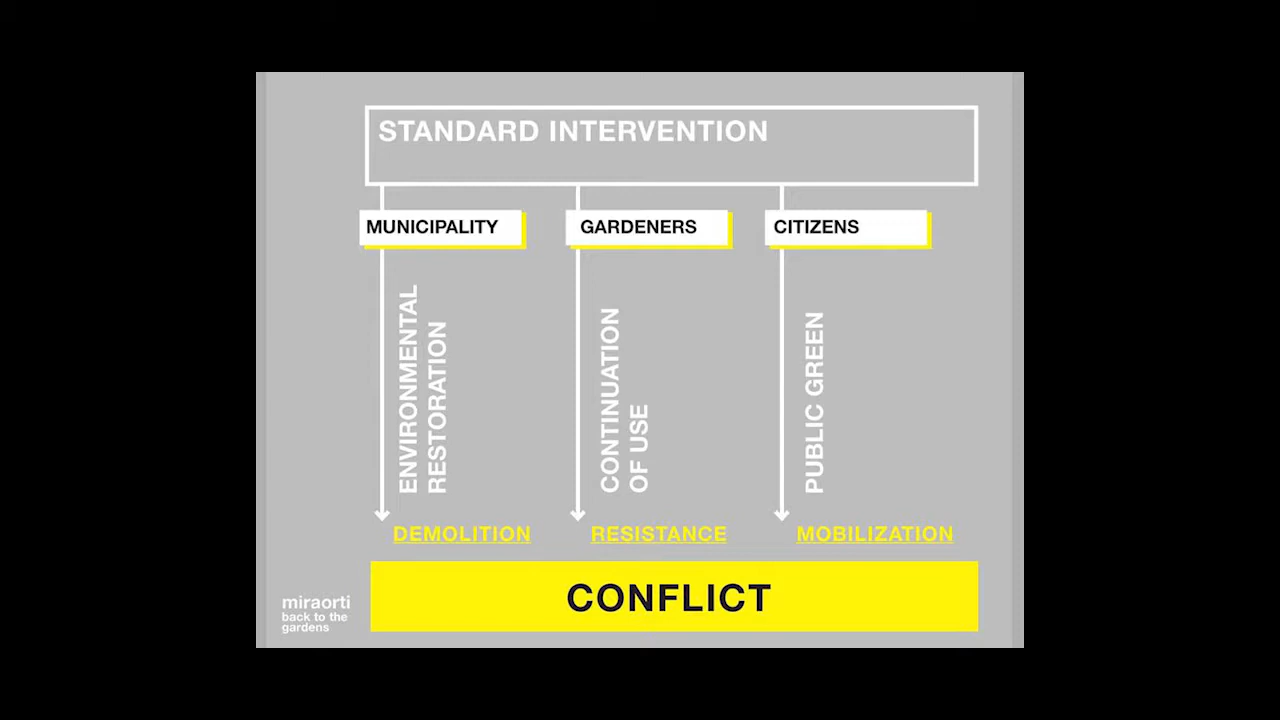 STANDARD INTERVENTION
MUNICIPALITY
GARDENERS
CITIZENS
ENVIRONMENTAL
RESTORATION
CONTINUATION
OF USE
PUBLIC GREEN
DEMOLITION
RESISTANCE
MOBILIZATION
CONFLICT
miraorti
back to the
gardens